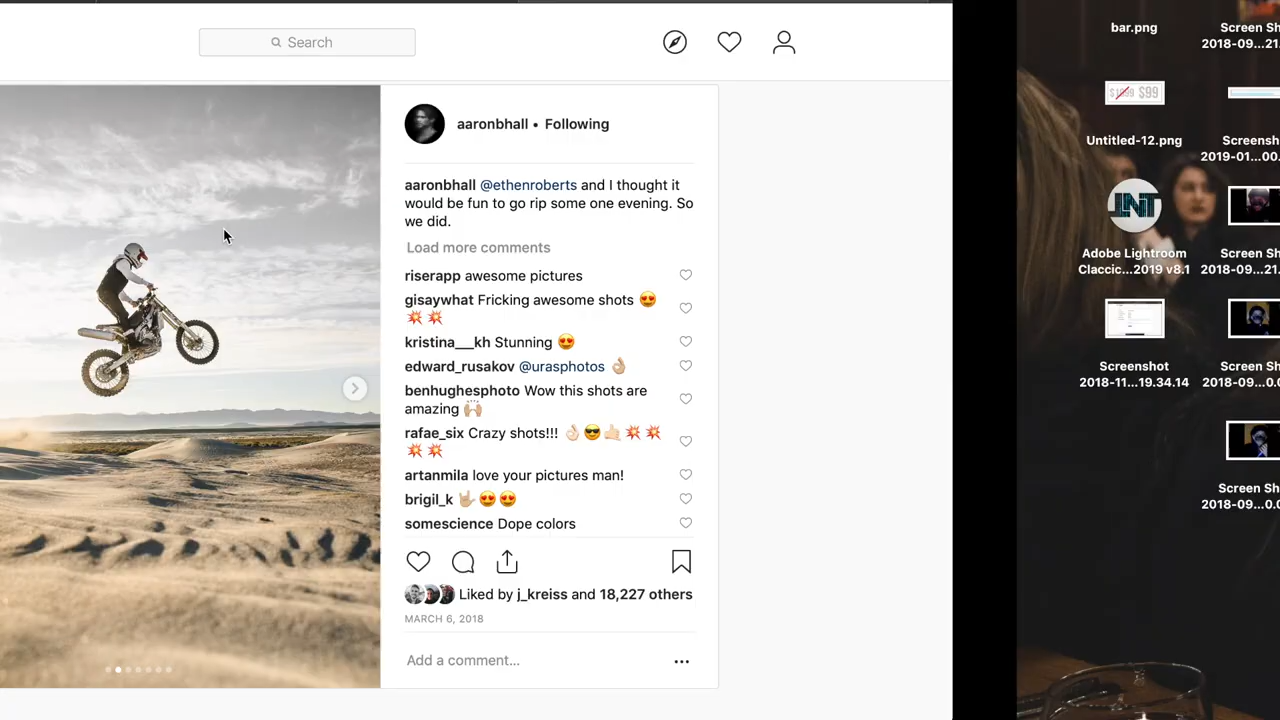 Search
aaronbhall • Following
aaronbhall @ethenroberts and I thought it
would be fun to go rip some one evening. So
we did.
Load more comments
riserapp awesome pictures
gisaywhat Fricking awesome shots 😍
💥 💥
kristina___kh Stunning 😍
edward_rusakov @urasphotos 👌🏼
benhughesphoto Wow this shots are
amazing 🙌🏼
rafae_six Crazy shots!!! 👌🏼 😎 🤙🏼 💥 💥
💥 💥
artanmila love your pictures man!
brigil_k 🤟🏼 😍 😍
somescience Dope colors
Liked by j_kreiss and 18,227 others
MARCH 6, 2018
Add a comment...
bar.png
Screen Sh
2018-09...21.
$99
Untitled-12.png
Screensh
2019-01...00.
Adobe Lightroom
Classic...2019 v8.1
Screen Sh
2018-09...21.
Screenshot
2018-11...19.34.14
Screen Sh
2018-09...0.0
Screen Sh
2018-09...0.0